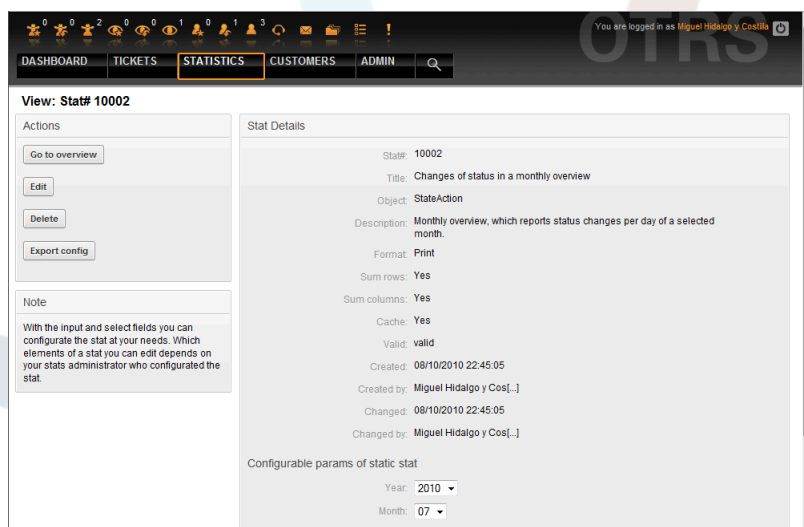 0 0 2 0 0 1 0 1 3
You are logged in as Miguel Hidalgo y Costilla
OTRS
DASHBOARD TICKETS STATISTICS CUSTOMERS ADMIN
View: Stat# 10002
Actions
Go to overview
Edit
Delete
Export config
Note
With the input and select fields you can
configurate the stat at your needs. Which
elements of a stat you can edit depends on
your stats administrator who configurated the
stat.
Stat Details
Stat#: 10002
Title: Changes of status in a monthly overview
Object: StateAction
Description: Monthly overview, which reports status changes per day of a selected
month.
Format: Print
Sum rows: Yes
Sum columns: Yes
Cache: Yes
Valid: valid
Created: 08/10/2010 22:45:05
Created by: Miguel Hidalgo y Cos[...]
Changed: 08/10/2010 22:45:05
Changed by: Miguel Hidalgo y Cos[...]
Configurable params of static stat
Year: 2010
Month: 07